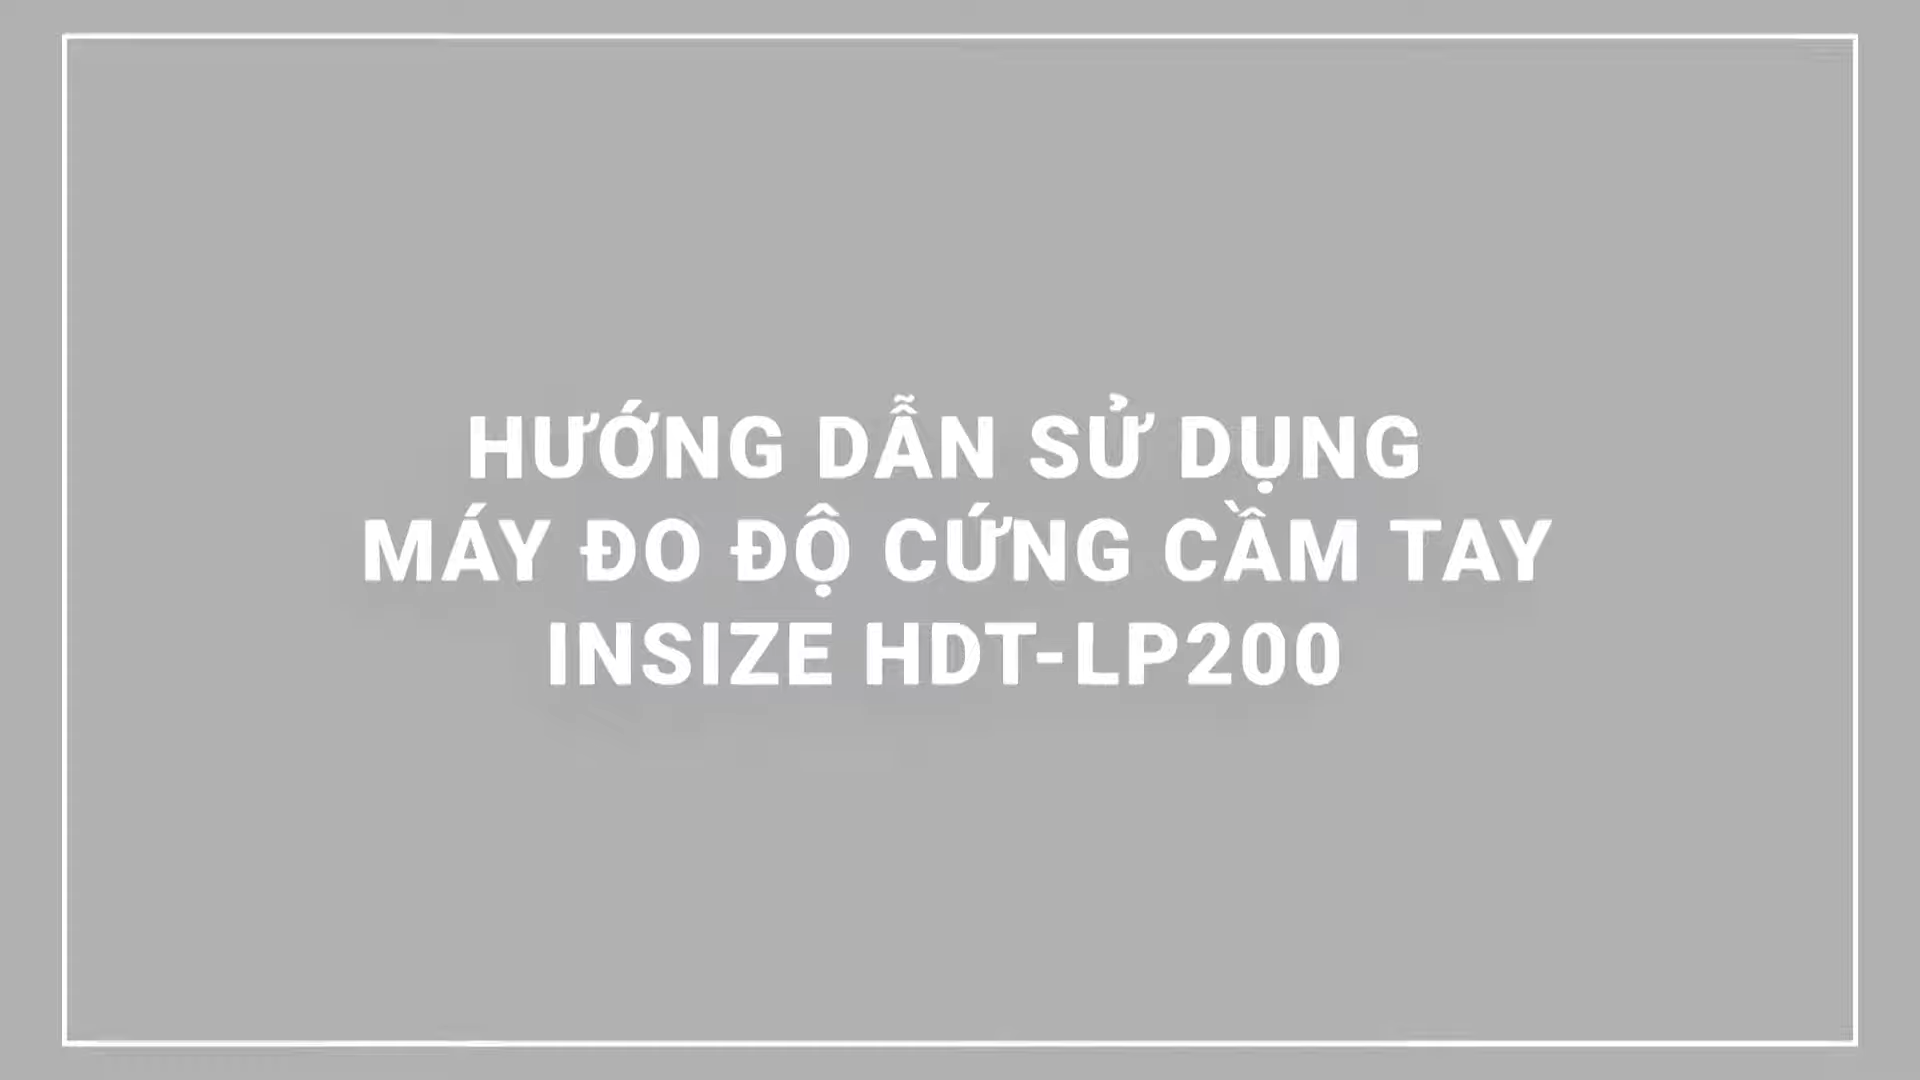 HƯỚNG DẪN SỬ DỤNG
MÁY ĐO ĐỘ CỨNG CẦM TAY
INSIZE HDT-LP200